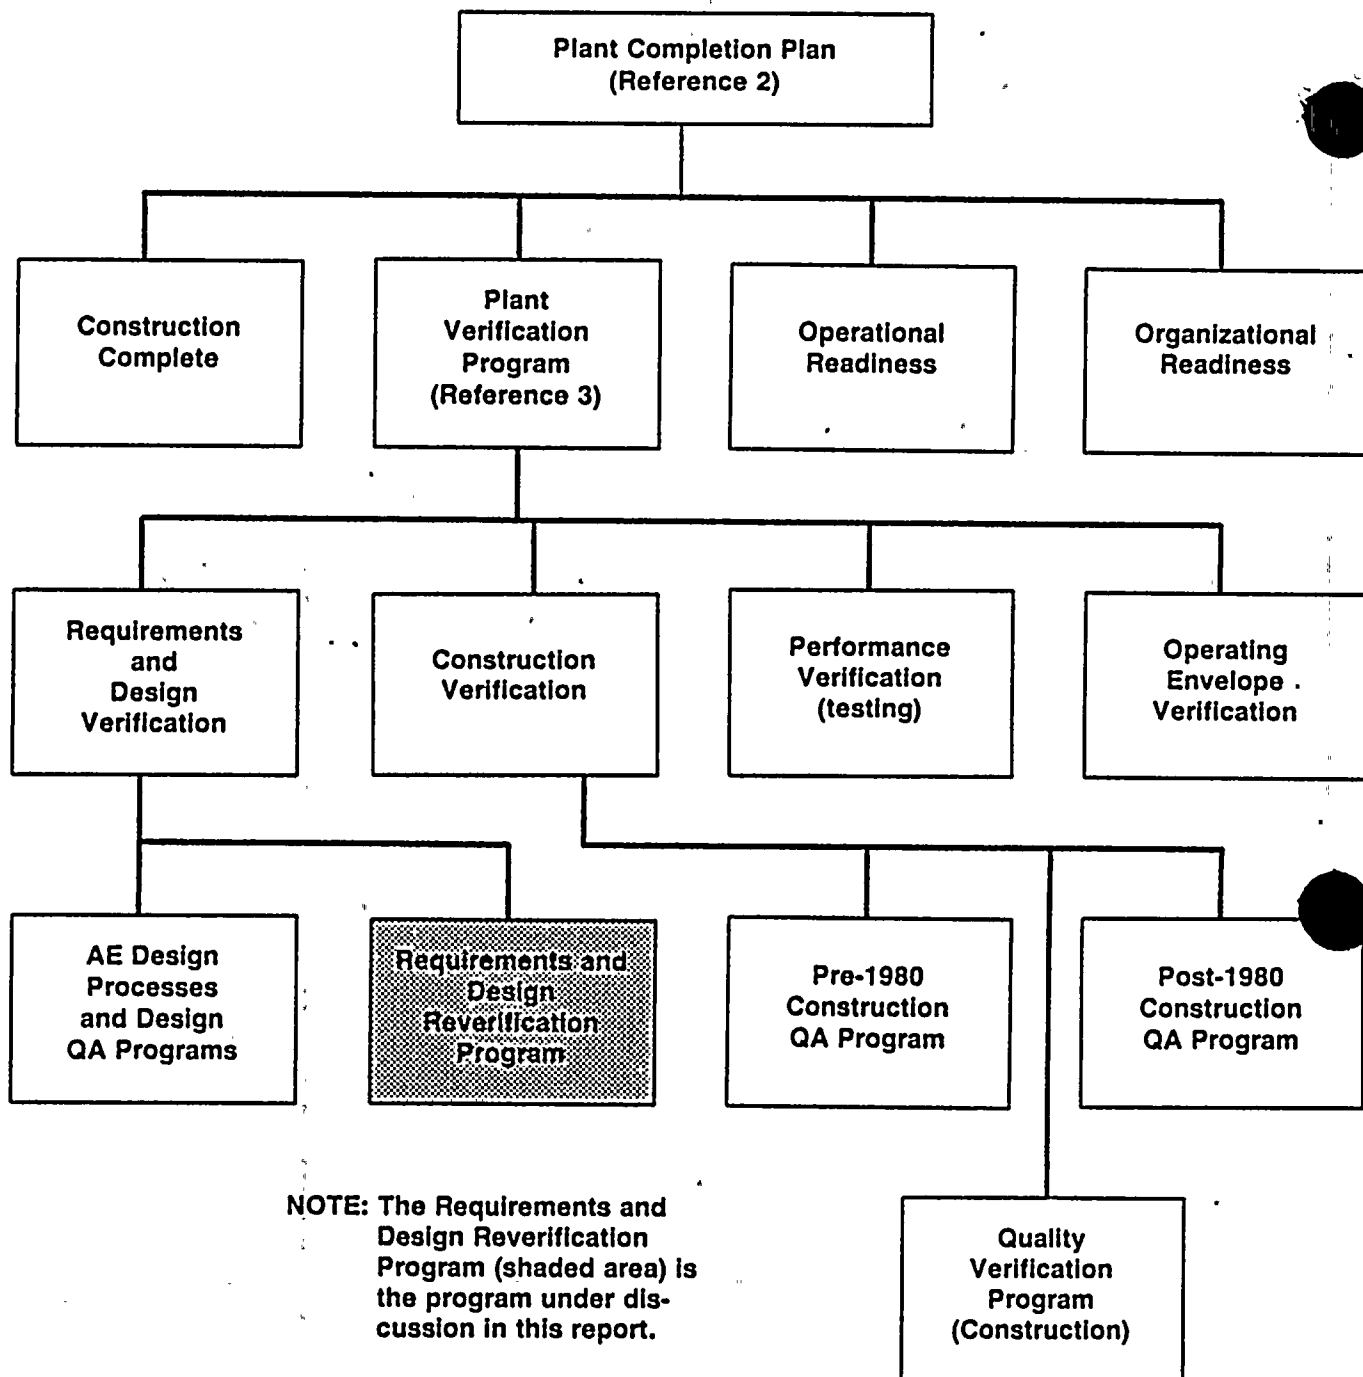 Plant Completion Plan
(Reference 2)
Construction
Complete
Plant
Verification
Program
(Reference 3)
Operational
Readiness
Organizational
Readiness
Requirements
and
Design
Verification
Construction
Verification
Performance
Verification
(testing)
Operating
Envelope
Verification
AE Design
Processes
and Design
QA Programs
Requirements and
Design
Reverification
Program
Pre-1980
Construction
QA Program
Post-1980
Construction
QA Program
NOTE: The Requirements and
Design Reverification
Program (shaded area) is
the program under dis-
cussion in this report.
Quality
Verification
Program
(Construction)